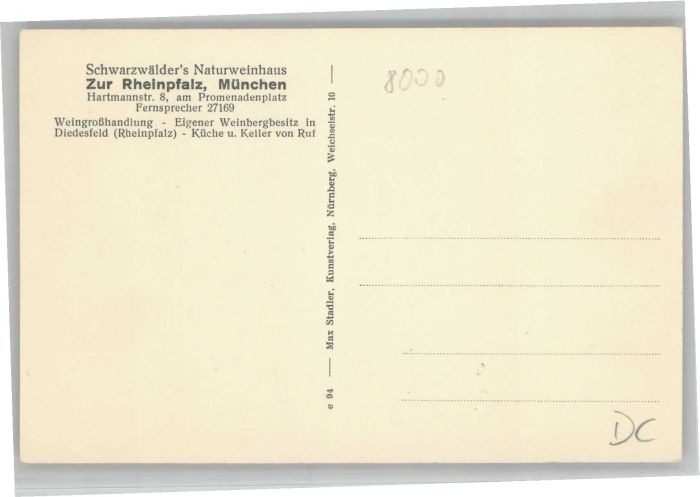 Schwarzwälder's Naturweinhaus
Zur Rheinpfalz, München
Hartmannstr. 8, am Promenadenplatz
Fernsprecher 27169
Weingroßhandlung - Eigener Weinbergbesitz in
Diedesfeld (Rheinpfalz) - Küche u. Keller von Ruf
e 94 — Max Stadler, Kunstverlag, Nürnberg, Weichselstr. 10 —
8000
DC